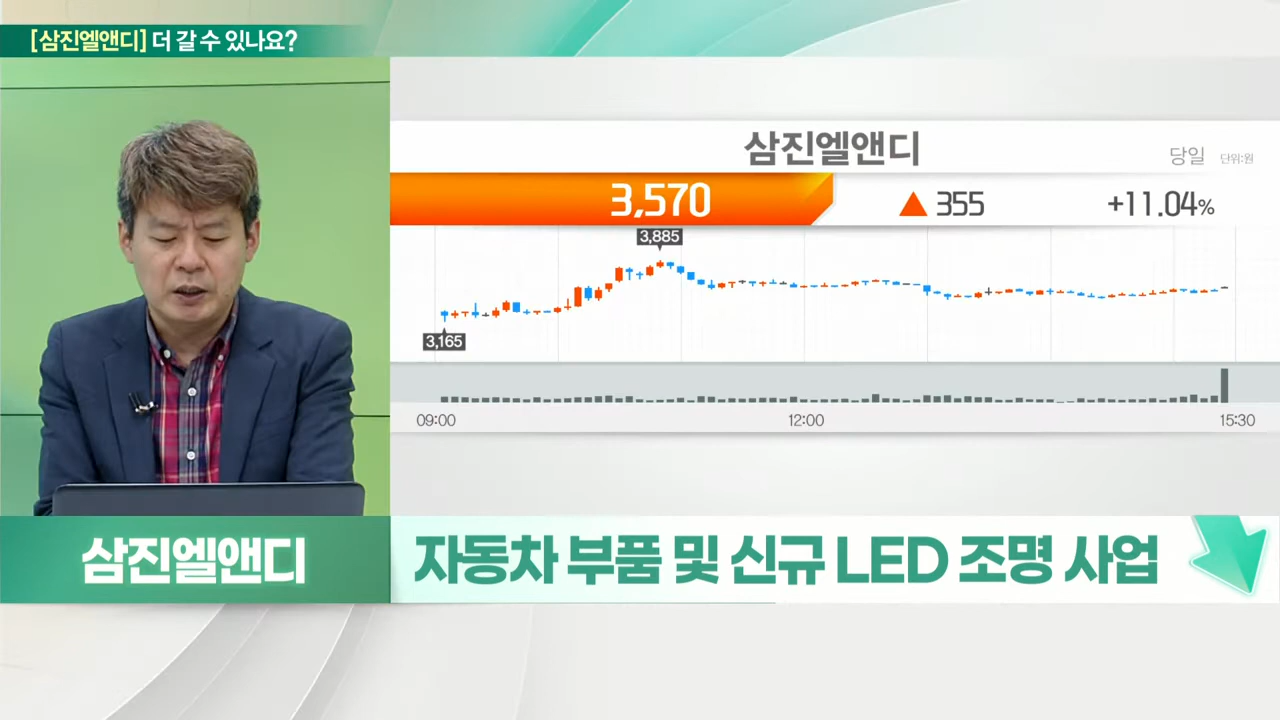 [삼진엘앤디] 더 갈 수 있나요?
삼진엘앤디
당일 단위:원
3,570 ▲ 355 +11.04%
3,885
3,165
09:00 12:00 15:30
삼진엘앤디
자동차 부품 및 신규 LED 조명 사업